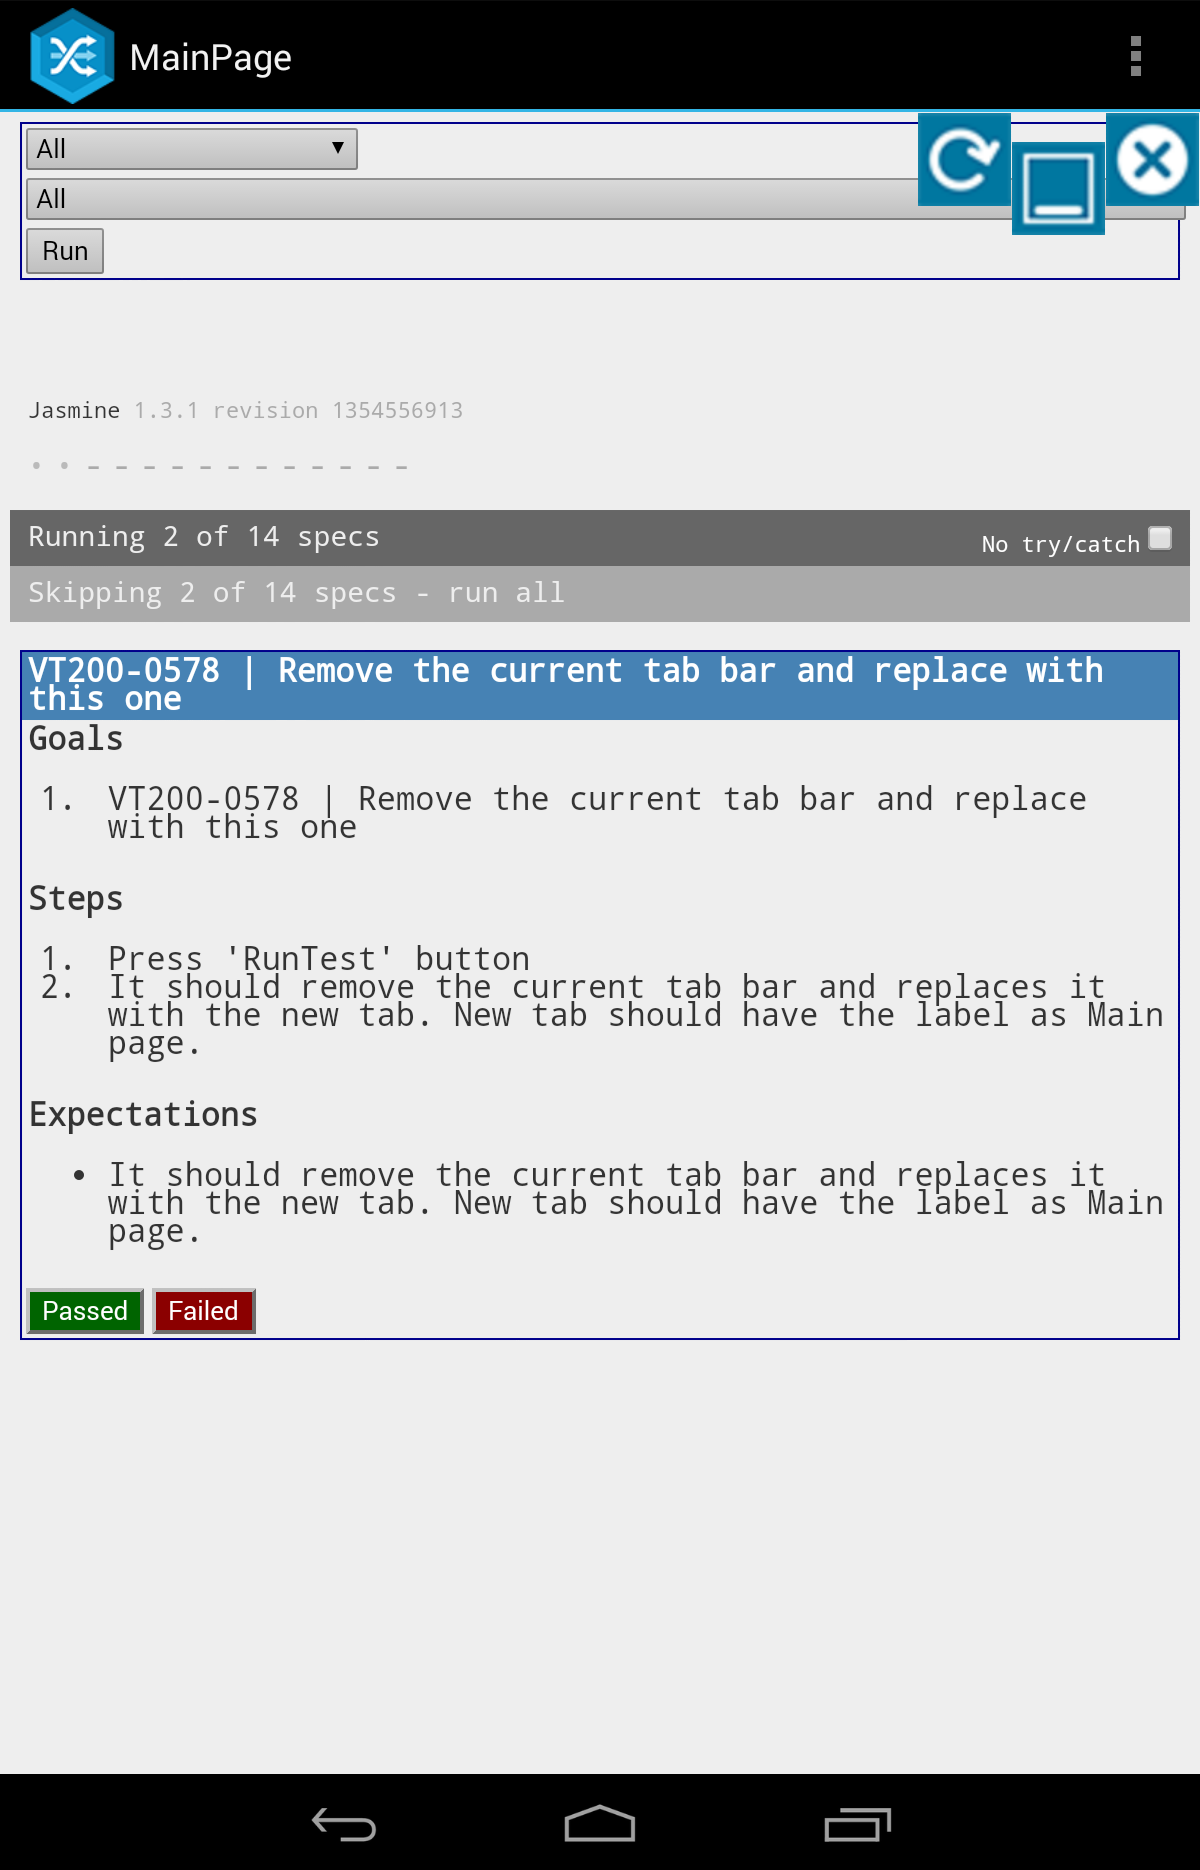 MainPage
All
All
Run
Jasmine 1.3.1 revision 1354556913
Running 2 of 14 specs
No try/catch
Skipping 2 of 14 specs - run all
VT200-0578 | Remove the current tab bar and replace with
this one
Goals
1. VT200-0578 | Remove the current tab bar and replace
with this one
Steps
1. Press 'RunTest' button
2. It should remove the current tab bar and replaces it
with the new tab. New tab should have the label as Main
page.
Expectations
• It should remove the current tab bar and replaces it
with the new tab. New tab should have the label as Main
page.
Passed Failed